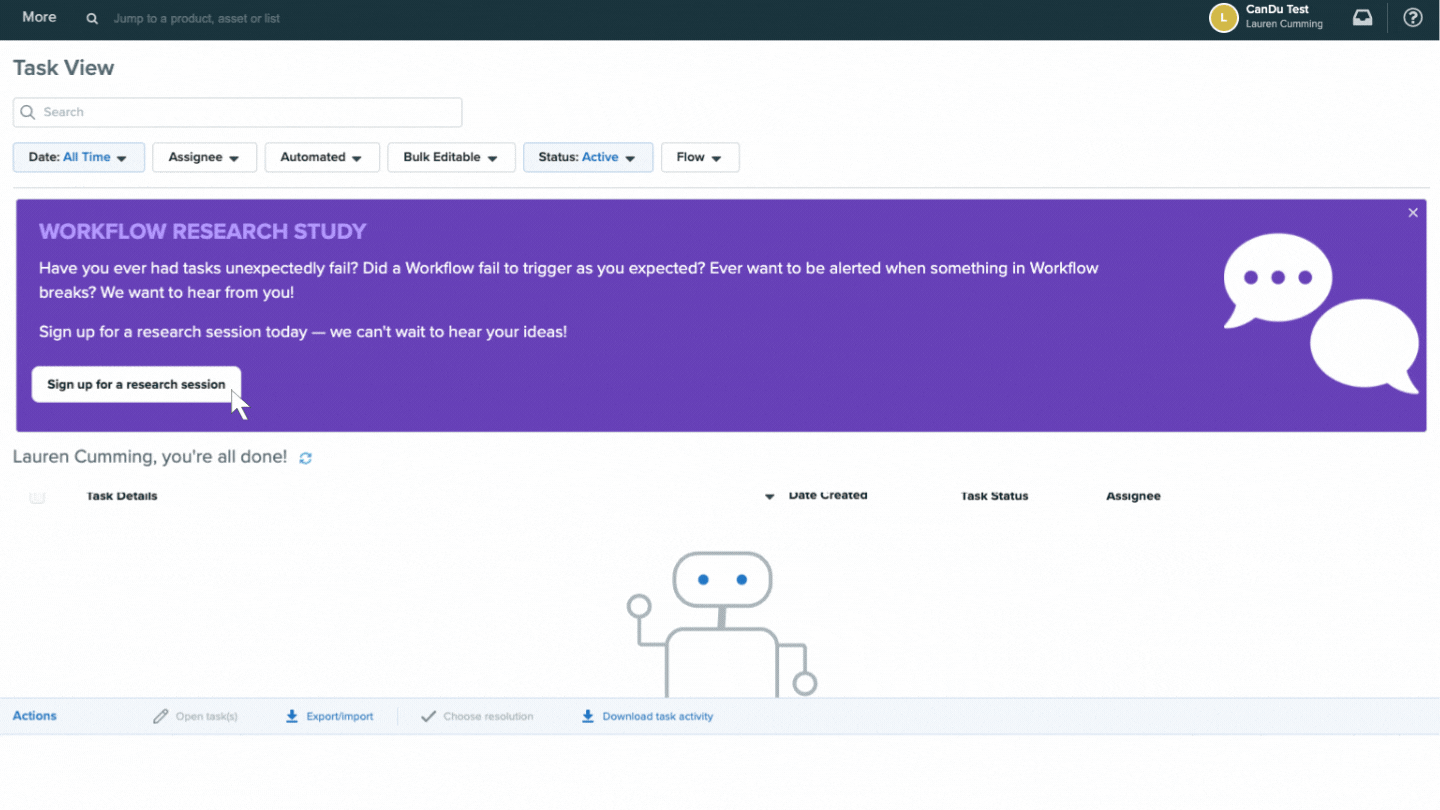 More
Jump to a product, asset or list
L
CanDu Test
Lauren Cumming
Task View
Search
Date: All Time
Assignee
Automated
Bulk Editable
Status: Active
Flow
WORKFLOW RESEARCH STUDY
Have you ever had tasks unexpectedly fail? Did a Workflow fail to trigger as you expected? Ever want to be alerted when something in Workflow
breaks? We want to hear from you!
Sign up for a research session today — we can't wait to hear your ideas!
Sign up for a research session
Lauren Cumming, you're all done!
Task Details
Date Created
Task Status
Assignee
Actions
Open task(s)
Export/import
Choose resolution
Download task activity